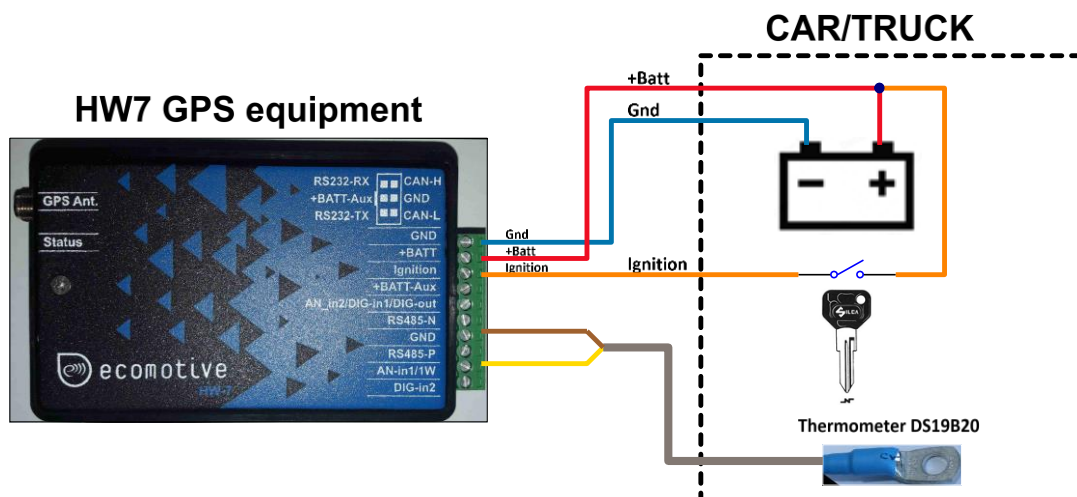 CAR/TRUCK
HW7 GPS equipment
+Batt
Gnd
GPS Ant.
Status
RS232-RX CAN-H
+BATT-Aux GND
RS232-TX CAN-L
GND
+BATT
Ignition
+BATT-Aux
AN_in2/DIG-in1/DIG-out
RS485-N
GND
RS485-P
AN-in1/1W
DIG-in2
Gnd
+Batt
Ignition
Ignition
ecomotive
HW-7
SILEA
Thermometer DS19B20